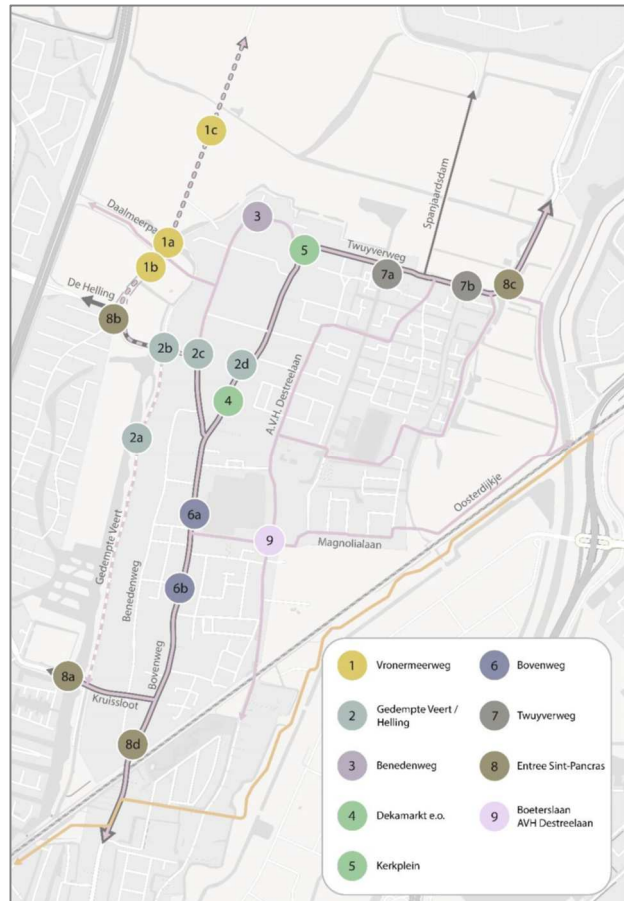 1c
Daalmeerpa
3
1a
5
Twuyverweg
Spanjaardsdam
1b
7a
7b
8c
De Helling
8b
2b
2c
2d
A.V.H. Destreelaan
4
2a
Oosterdijkje
6a
9
Magnolialaan
Gedempte Veert
Benedenweg
6b
Bovenweg
8a
Kruissloot
8d
1 Vronermeerweg
2 Gedempte Veert /
Helling
3 Benedenweg
4 Dekamarkt e.o.
5 Kerkplein
6 Bovenweg
7 Twuyverweg
8 Entree Sint-Pancras
9 Boeterslaan
AVH Destreelaan